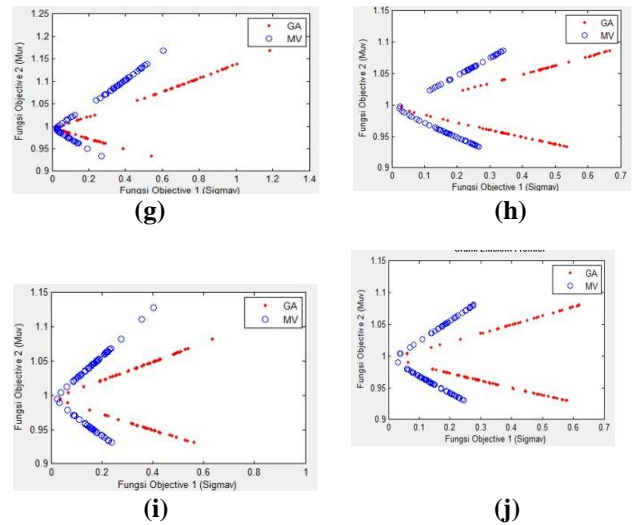 1.25
1.2
1.15
1.1
1.05
1
0.95
0.9
Fungsi Objective 2 (Muv)
GA
MV
0 0.2 0.4 0.6 0.8 1.0 1.2 1.4
Fungsi Objective 1 (Sigmav)
(g)
1.15
1.1
1.05
1
0.95
0.9
Fungsi Objective 2 (Muv)
GA
MV
0 0.1 0.2 0.3 0.4 0.5 0.6 0.7
Fungsi Objective 1 (Sigmav)
(h)
1.15
1.1
1.05
1
0.95
0.9
Fungsi Objective 2 (Muv)
GA
MV
0 0.2 0.4 0.6 0.8 1
Fungsi Objective 1 (Sigmav)
(i)
1.15
1.1
1.05
1
0.95
0.9
Fungsi Objective 2 (Muv)
GA
MV
0 0.1 0.2 0.3 0.4 0.5 0.6 0.7
Fungsi Objective 1 (Sigmav)
(j)